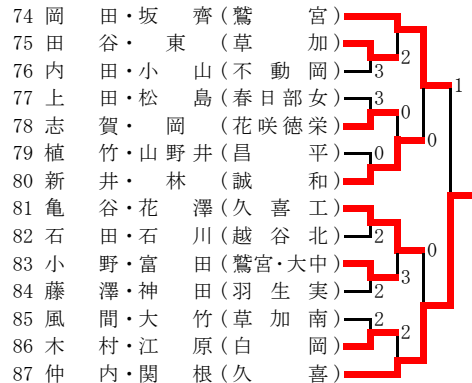 74 岡田・坂齊(鷲宮)
75 田谷・東(草加)
76 内田・小山(不動岡)
77 上田・松島(春日部女)
78 志賀・岡(花咲徳栄)
79 植竹・山野井(昌平)
80 新井・林(誠和)
81 亀谷・花澤(久喜工)
82 石田・石川(越谷北)
83 小野・富田(鷲宮・大中)
84 藤澤・神田(羽生実)
85 風間・大竹(草加南)
86 木村・江原(白岡)
87 仲内・関根(久喜)
1
2
3
3
0
0
0
2
0
3
2
2
2